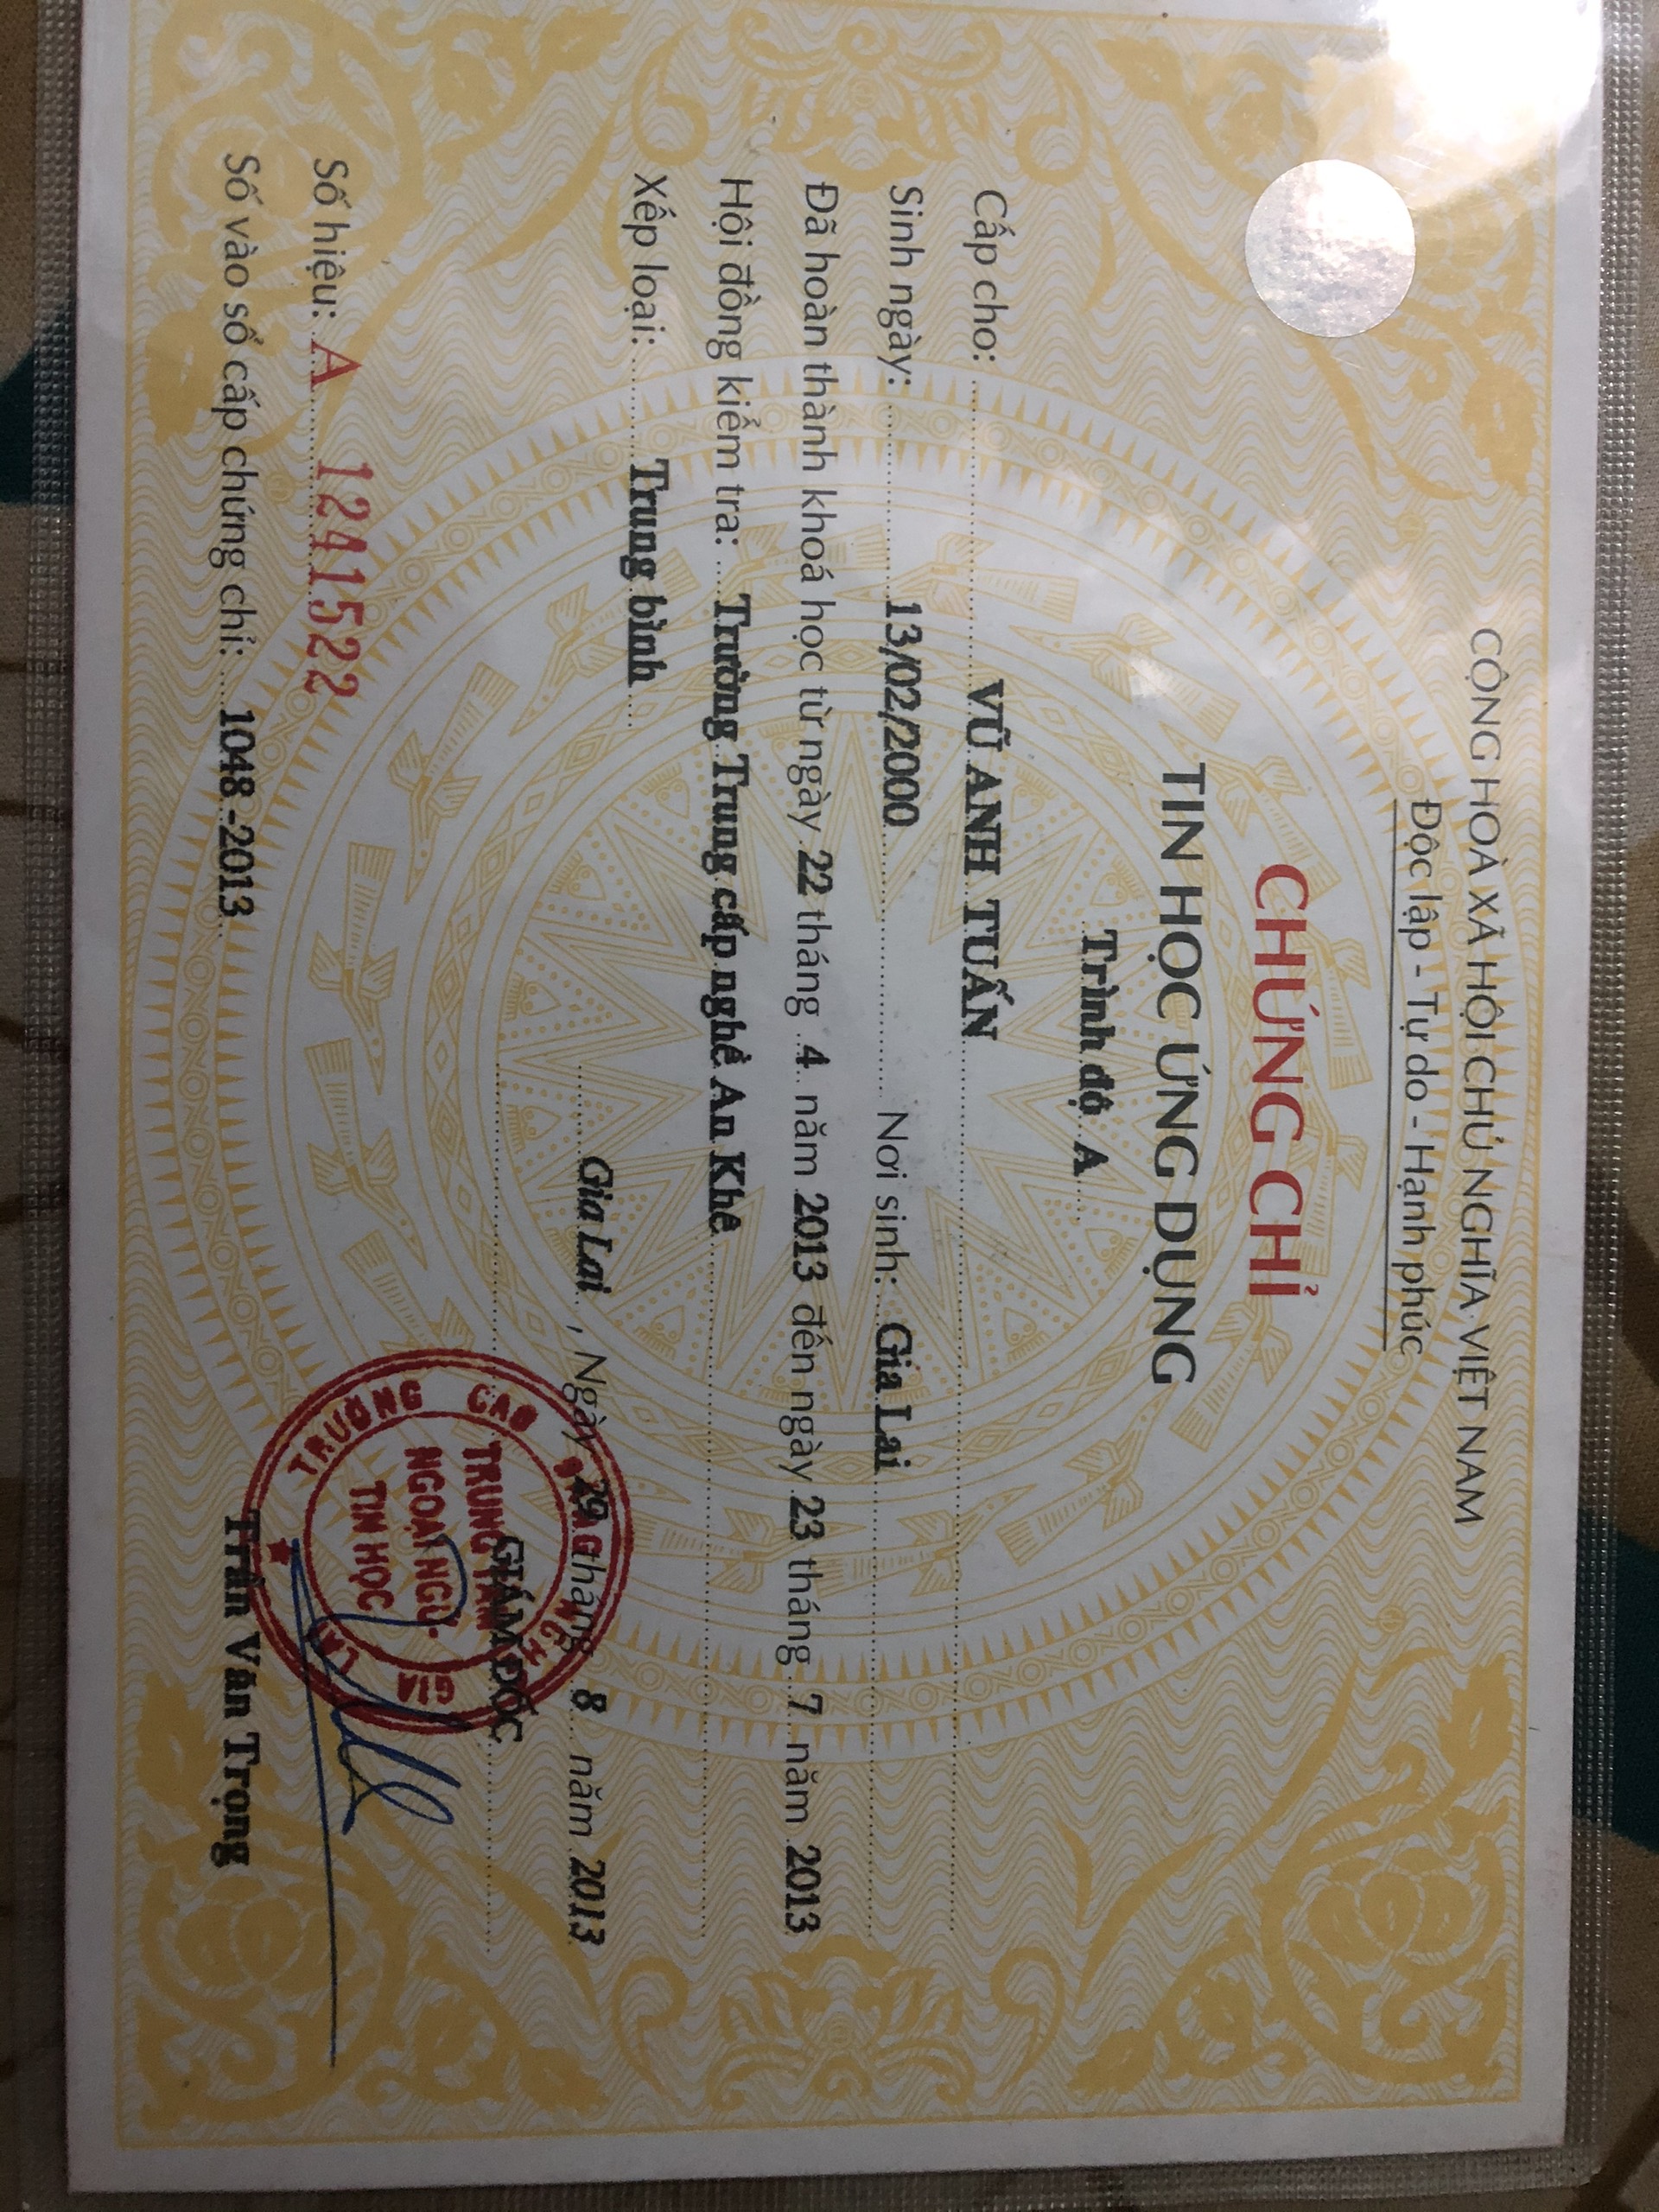 CỘNG HOÀ XÃ HỘI CHỦ NGHĨA VIỆT NAM
Độc lập - Tự do - Hạnh phúc
CHỨNG CHỈ
TIN HỌC ỨNG DỤNG
Trình độ A
Cấp cho: VŨ ANH TUẤN
Sinh ngày: 13/02/2000 Nơi sinh: Gia Lai
Đã hoàn thành khoá học từ ngày 22 tháng 4 năm 2013 đến ngày 23 tháng 7 năm 2013
Hội đồng kiểm tra: Trường Trung cấp nghề An Khê
Xếp loại: Trung bình
Gia Lai, Ngày 29 tháng 8 năm 2013
GIÁM ĐỐC
TRƯỜNG CAO ĐẲNG NGHỀ GIA LAI
TRUNG TÂM
NGOẠI NGỮ-
TIN HỌC
Số hiệu: A 1241522
Số vào sổ cấp chứng chỉ: 1048-2013
Trần Văn Trọng